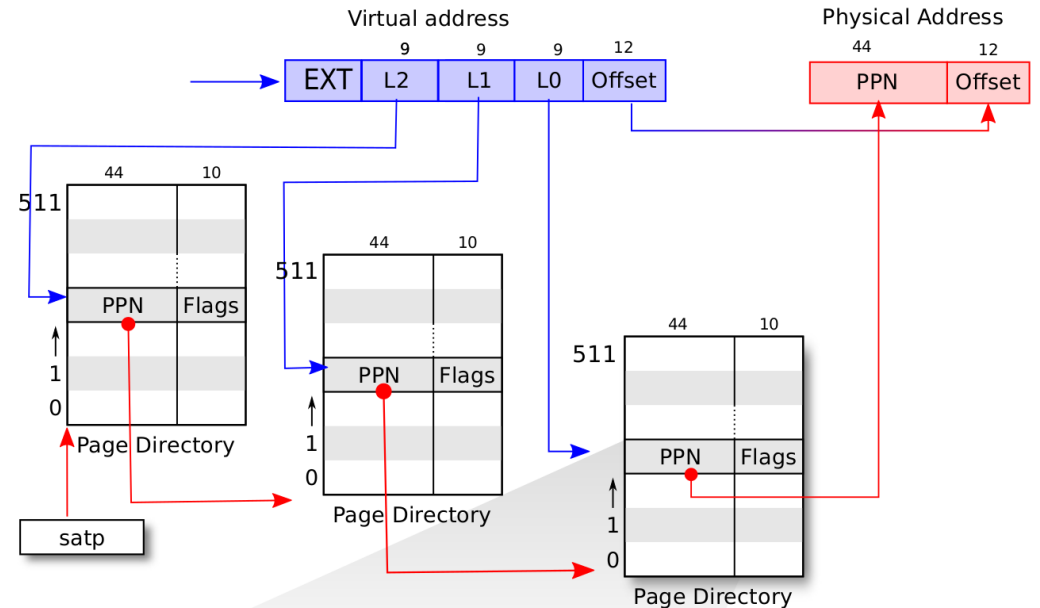 Virtual address
Physical Address
9 9 9 12
44 12
EXT L2 L1 L0 Offset
PPN Offset
44 10
511
PPN Flags
1
0
Page Directory
satp
44 10
511
PPN Flags
1
0
Page Directory
44 10
511
PPN Flags
1
0
Page Directory